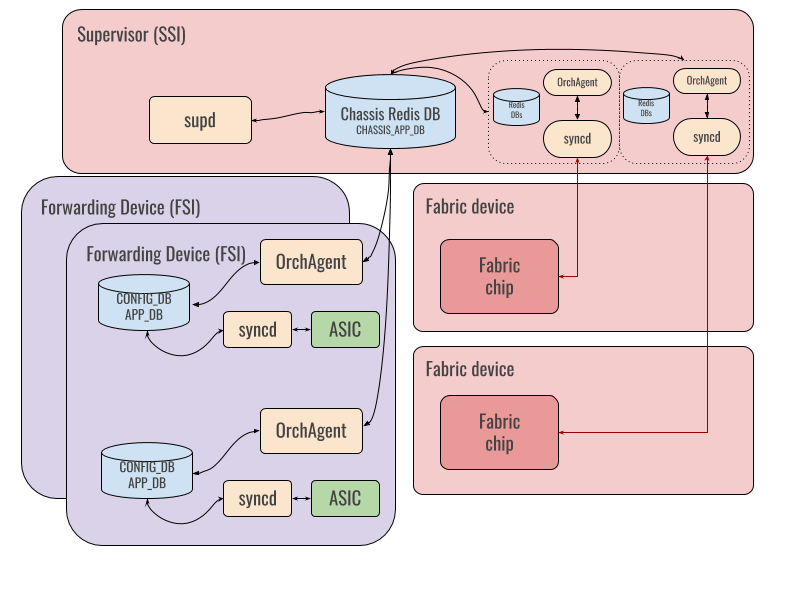 Supervisor (SSI)
supd
Chassis Redis DB
CHASSIS_APP_DB
Redis
DBs
OrchAgent
syncd
Redis
DBs
OrchAgent
syncd
Forwarding Device (FSI)
Forwarding Device (FSI)
OrchAgent
CONFIG_DB
APP_DB
syncd
ASIC
OrchAgent
CONFIG_DB
APP_DB
syncd
ASIC
Fabric device
Fabric
chip
Fabric device
Fabric
chip